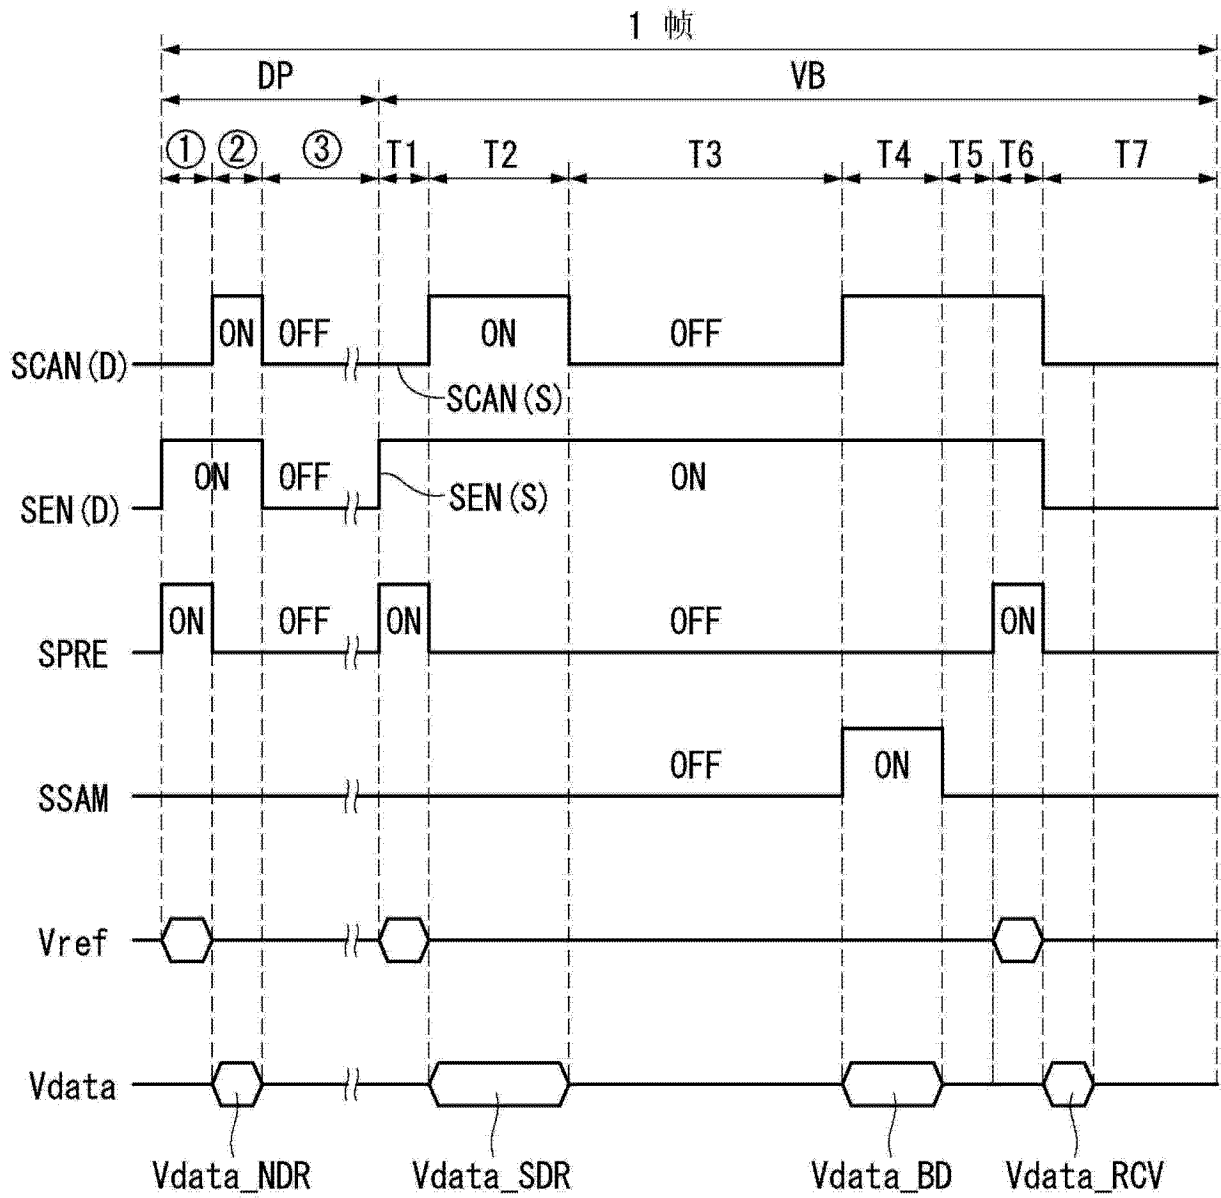 1 帧
DP VB
① ② ③ T1 T2 T3 T4 T5 T6 T7
ON OFF ON OFF
SCAN(D)
SCAN(S)
ON OFF ON
SEN(D)
SEN(S)
ON OFF ON OFF ON
SPRE
OFF ON
SSAM
Vref
Vdata
Vdata_NDR Vdata_SDR Vdata_BD Vdata_RCV